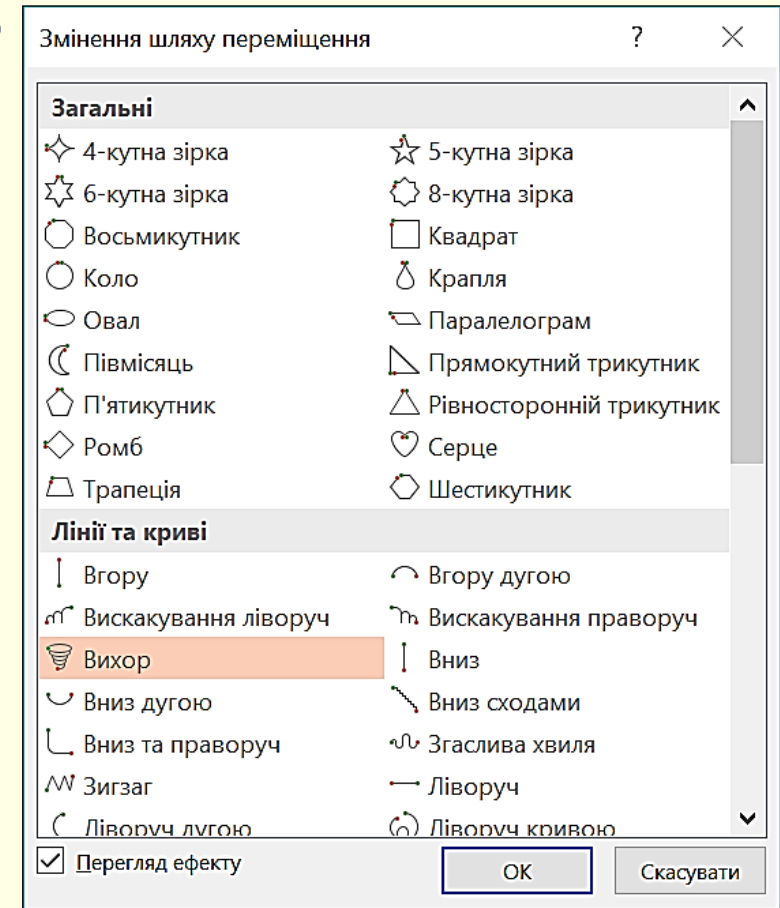 Змінення шляху переміщення ?
Загальні
4-кутна зірка 5-кутна зірка
6-кутна зірка 8-кутна зірка
Восьмикутник Квадрат
Коло Крапля
Овал Паралелограм
Півмісяць Прямокутний трикутник
П'ятикутник Рівносторонній трикутник
Ромб Серце
Трапеція Шестикутник
Лінії та криві
Вгору Вгору дугою
Вискакування ліворуч Вискакування праворуч
Вихор Вниз
Вниз дугою Вниз сходами
Вниз та праворуч Згаслива хвиля
Зигзаг Ліворуч
Ліворуч дугою Ліворуч кривою
Перегляд ефекту ОК Скасувати